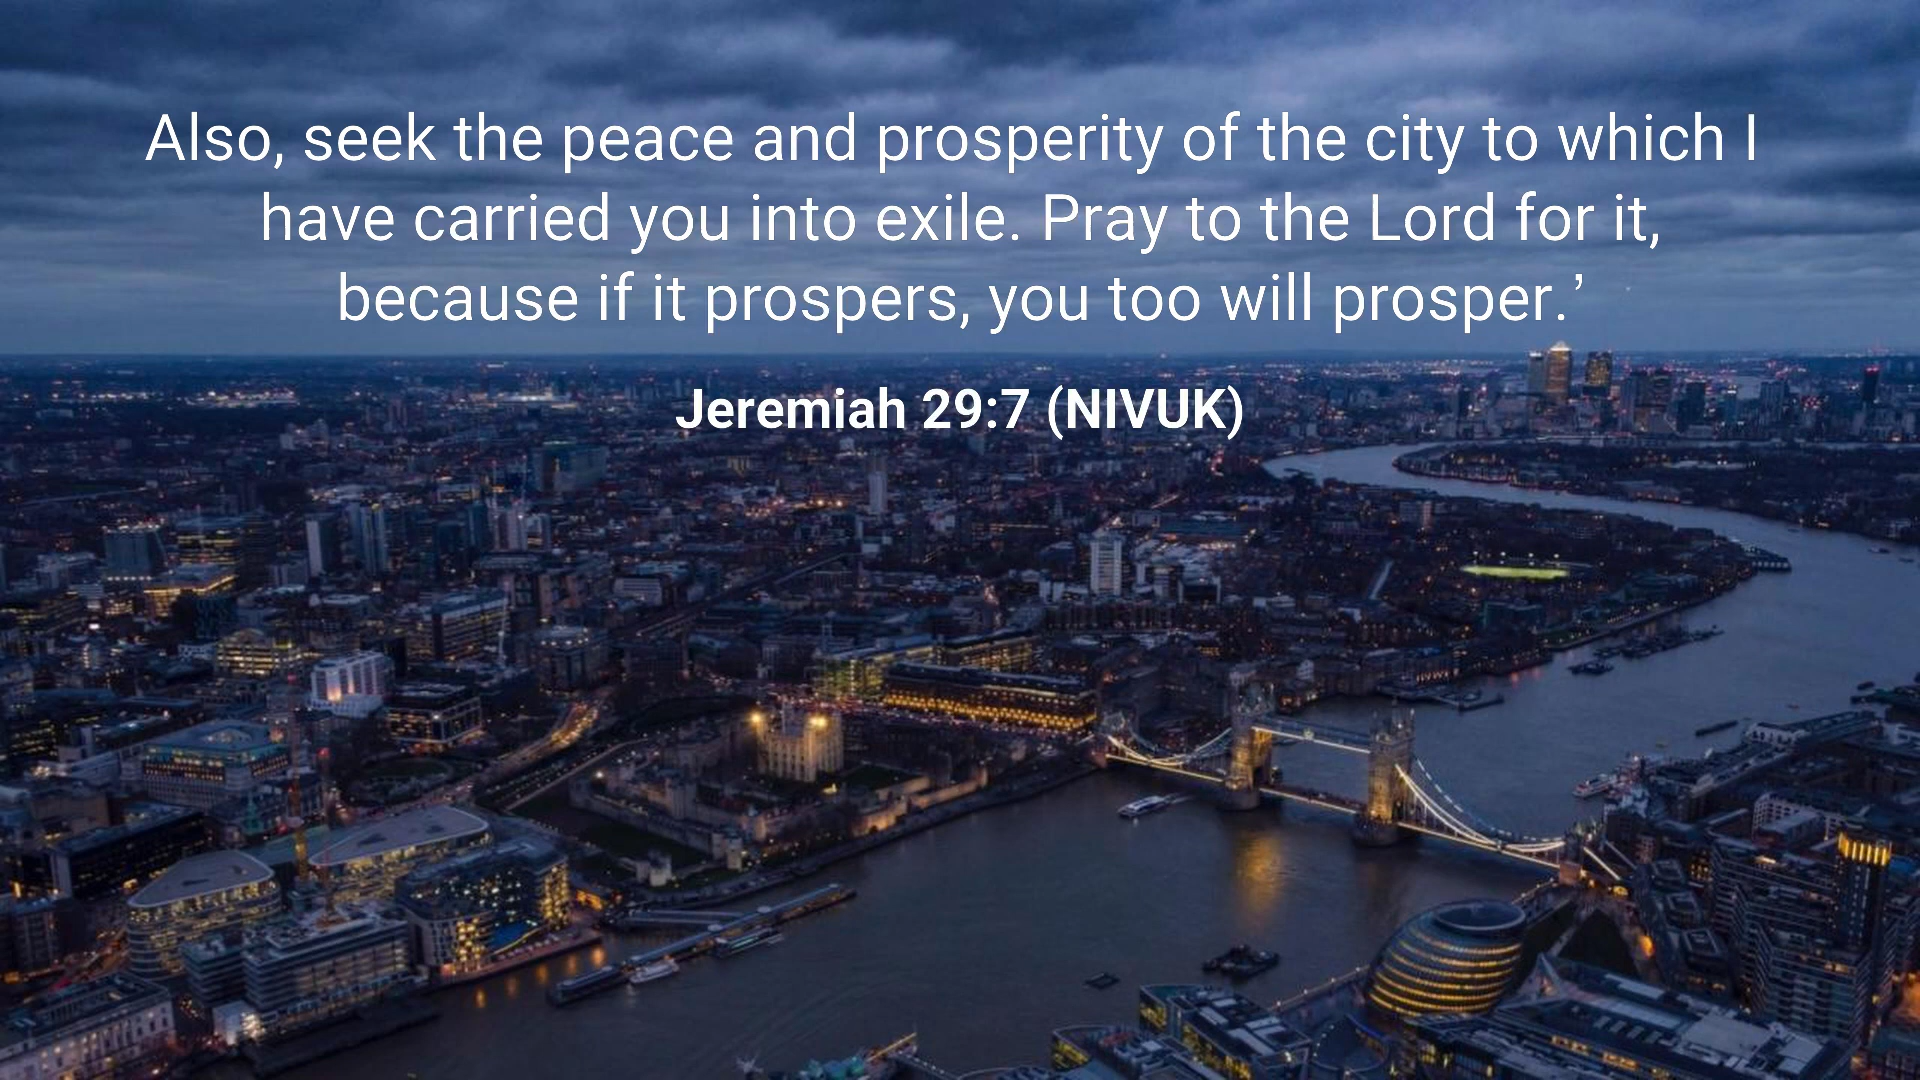 Also, seek the peace and prosperity of the city to which I
have carried you into exile. Pray to the Lord for it,
because if it prospers, you too will prosper.’
Jeremiah 29:7 (NIVUK)